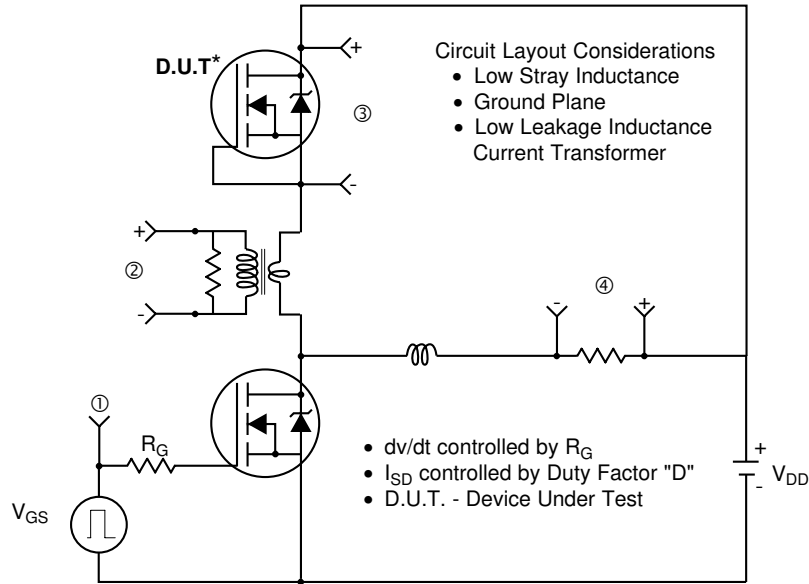 D.U.T*
+
③
-
Circuit Layout Considerations
• Low Stray Inductance
• Ground Plane
• Low Leakage Inductance
Current Transformer
+
②
-
④
-
+
①
R_G
V_GS
• dv/dt controlled by R_G
• I_SD controlled by Duty Factor "D"
• D.U.T. - Device Under Test
+
V_DD
-